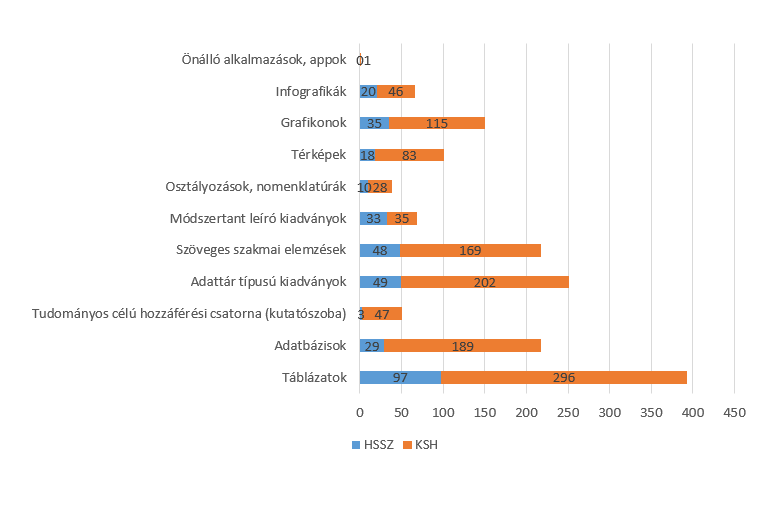 Önálló alkalmazások, appok 0 1
Infografikák 20 46
Grafikonok 35 115
Térképek 18 83
Osztályozások, nomenklatúrák 10 28
Módszertant leíró kiadványok 33 35
Szöveges szakmai elemzések 48 169
Adattár típusú kiadványok 49 202
Tudományos célú hozzáférési csatorna (kutatószoba) 3 47
Adatbázisok 29 189
Táblázatok 97 296
0 50 100 150 200 250 300 350 400 450
HSSZ KSH